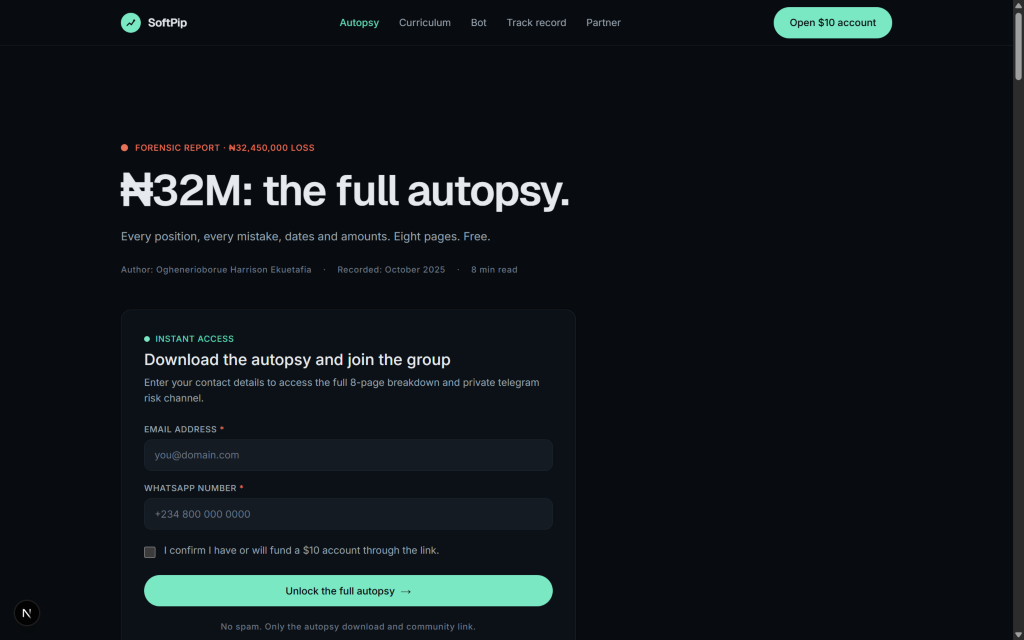 SoftPip
Autopsy
Curriculum
Bot
Track record
Partner
Open $10 account
FORENSIC REPORT · ₦32,450,000 LOSS
₦32M: the full autopsy.
Every position, every mistake, dates and amounts. Eight pages. Free.
Author: Oghenerioborue Harrison Ekuetafia · Recorded: October 2025 · 8 min read
INSTANT ACCESS
Download the autopsy and join the group
Enter your contact details to access the full 8-page breakdown and private telegram
risk channel.
EMAIL ADDRESS *
you@domain.com
WHATSAPP NUMBER *
+234 800 000 0000
I confirm I have or will fund a $10 account through the link.
Unlock the full autopsy →
No spam. Only the autopsy download and community link.
N